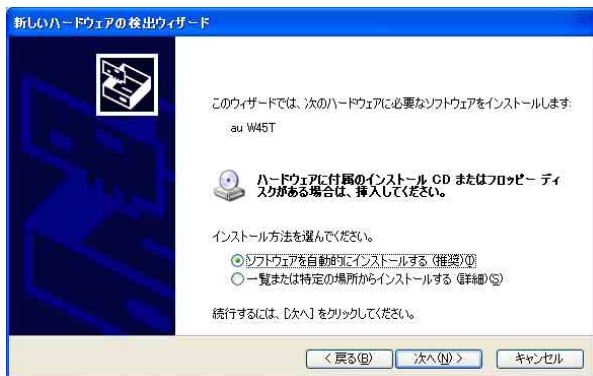 新しいハードウェアの検出ウィザード
このウィザードでは、次のハードウェアに必要なソフトウェアをインストールします:
au W45T
ハードウェアに付属のインストール CD またはフロッピー ディ
スクがある場合は、挿入してください。
インストール方法を選んでください。
ソフトウェアを自動的にインストールする (推奨)(I)
一覧または特定の場所からインストールする (詳細)(S)
続行するには、[次へ] をクリックしてください。
< 戻る(B)
次へ(N) >
キャンセル